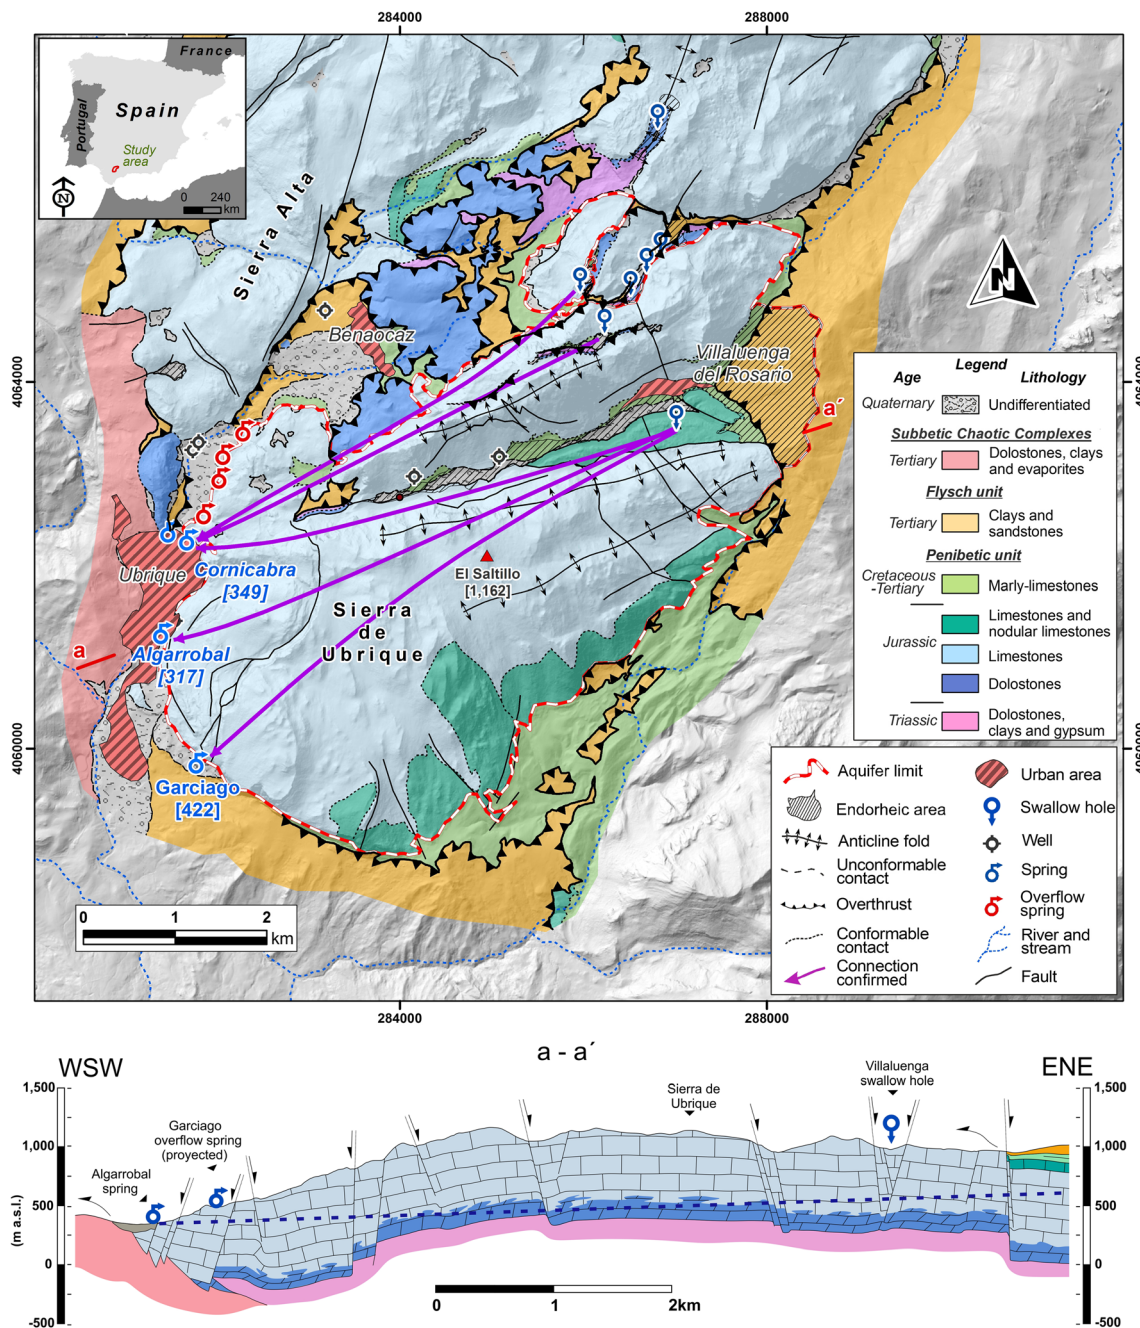 284000
288000
France
Portugal
Spain
Study
area
N
0 240
km
Sierra Alta
N
Benaocaz
Villaluenga
del Rosario
4064000
4064000
a´
Ubrique
Cornicabra
[349]
El Saltillo
[1,162]
Sierra
de
Ubrique
a
Algarrobal
[317]
4060000
4060000
Garciago
[422]
0 1 2
km
284000
288000
Legend
Age
Lithology
Quaternary
Undifferentiated
Subbetic Chaotic Complexes
Tertiary
Dolostones, clays
and evaporites
Flysch unit
Tertiary
Clays and
sandstones
Penibetic unit
Cretaceous
-Tertiary
Marly-limestones
Limestones and
nodular limestones
Jurassic
Limestones
Dolostones
Triassic
Dolostones,
clays and gypsum
Aquifer limit
Endorheic area
Anticline fold
Unconformable
contact
Overthrust
Conformable
contact
Connection
confirmed
Urban area
Swallow hole
Well
Spring
Overflow
spring
River and
stream
Fault
a - a´
WSW
ENE
1,500
1,000
500
0
-500
(m a.s.l.)
Algarrobal
spring
Garciago
overflow spring
(proyected)
Sierra de
Ubrique
Villaluenga
swallow hole
1,500
1,000
500
0
-500
0 1 2km